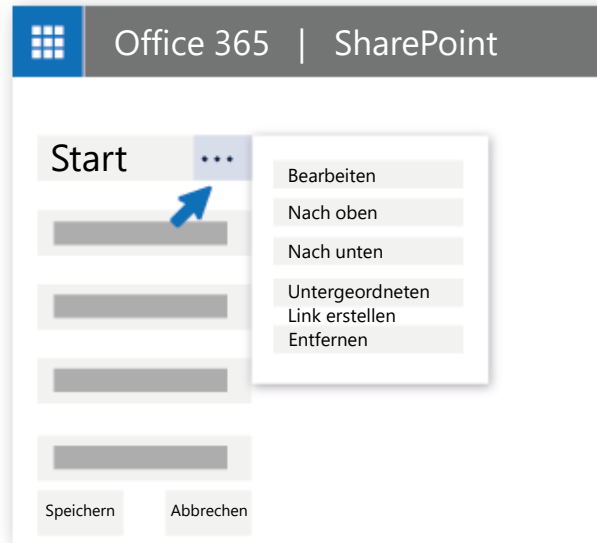 Office 365 | SharePoint
Start ...
Bearbeiten
Nach oben
Nach unten
Untergeordneten
Link erstellen
Entfernen
Speichern Abbrechen